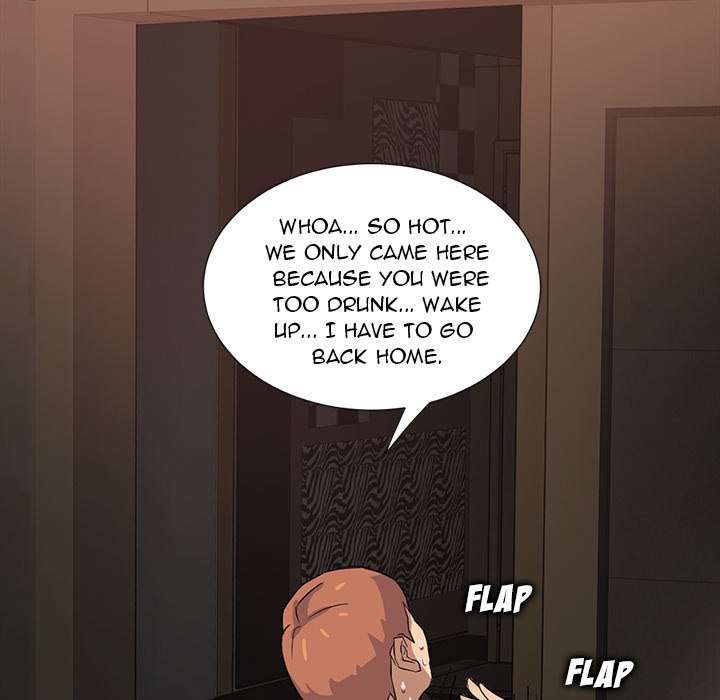 WHOA... SO HOT...
WE ONLY CAME HERE
BECAUSE YOU WERE
TOO DRUNK... WAKE
UP... I HAVE TO GO
BACK HOME.
FLAP
FLAP